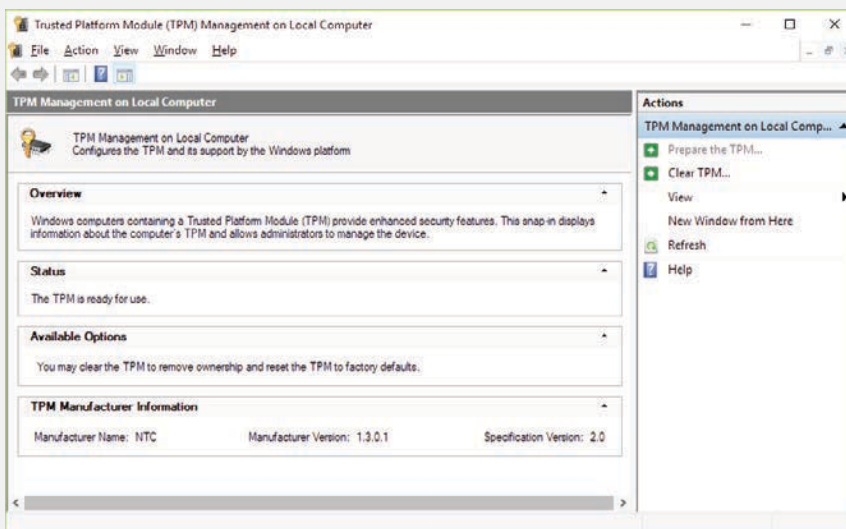 Trusted Platform Module (TPM) Management on Local Computer
File Action View Window Help
TPM Management on Local Computer
TPM Management on Local Computer
Configures the TPM and its support by the Windows platform
Overview
Windows computers containing a Trusted Platform Module (TPM) provide enhanced security features. This snap-in displays
information about the computer's TPM and allows administrators to manage the device.
Status
The TPM is ready for use.
Available Options
You may clear the TPM to remove ownership and reset the TPM to factory defaults.
TPM Manufacturer Information
Manufacturer Name: NTC Manufacturer Version: 1.3.0.1 Specification Version: 2.0
Actions
TPM Management on Local Comp...
Prepare the TPM...
Clear TPM...
View
New Window from Here
Refresh
Help